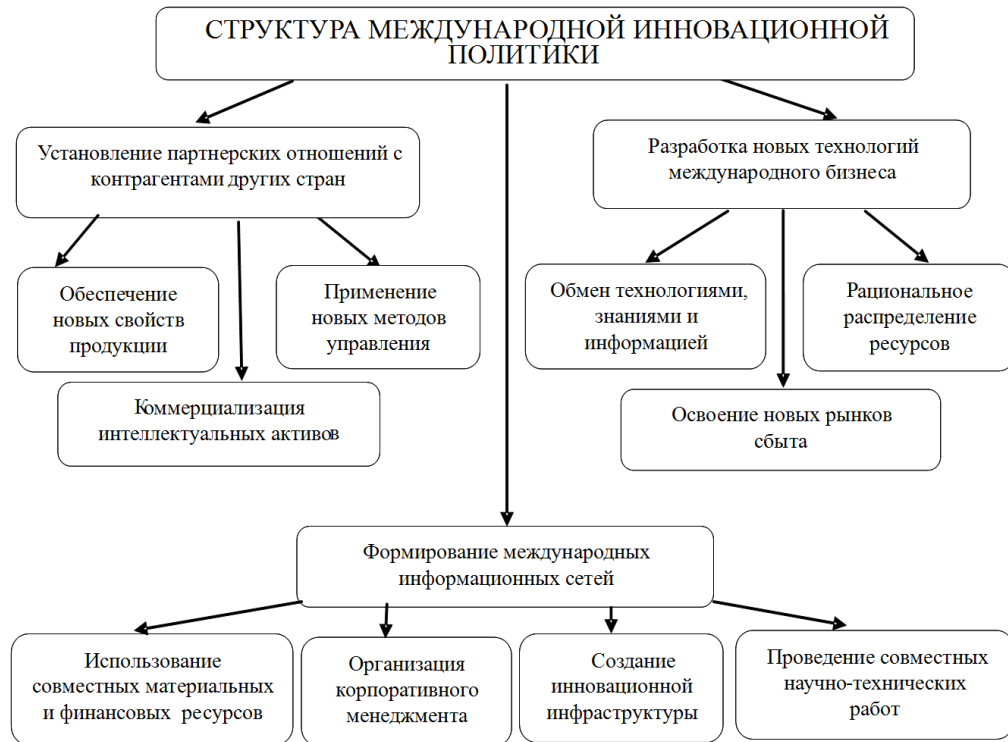 СТРУКТУРА МЕЖДУНАРОДНОЙ ИННОВАЦИОННОЙ
ПОЛИТИКИ
Установление партнерских отношений с
контрагентами других стран
Разработка новых технологий
международного бизнеса
Обеспечение
новых свойств
продукции
Применение
новых методов
управления
Обмен технологиями,
знаниями и
информацией
Рациональное
распределение
ресурсов
Коммерциализация
интеллектуальных активов
Освоение новых рынков
сбыта
Формирование международных
информационных сетей
Использование
совместных материальных
и финансовых ресурсов
Организация
корпоративного
менеджмента
Создание
инновационной
инфраструктуры
Проведение совместных
научно-технических
работ